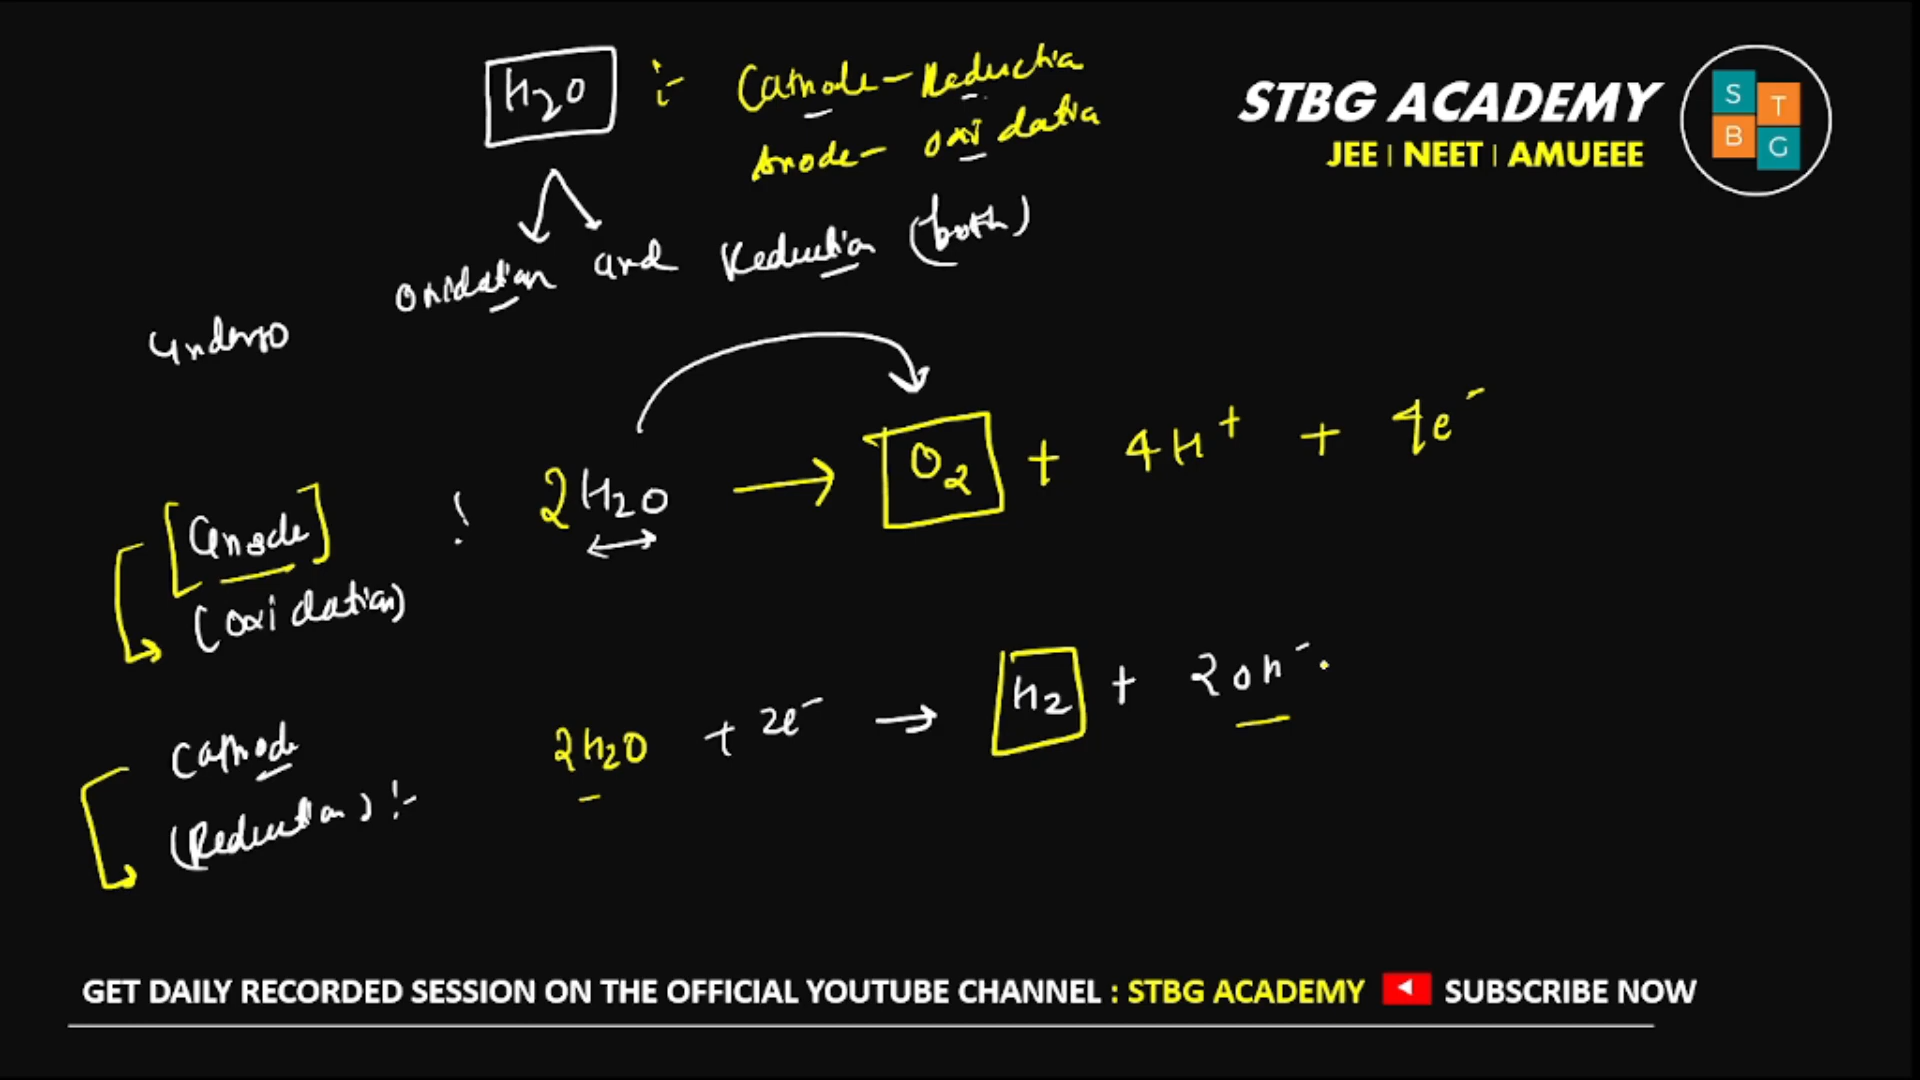 H2O :- Cathode - Reduction
Anode - oxidation
STBG ACADEMY
JEE | NEET | AMUEEE
S T B G
undergo oxidation and Reduction (both)
[Anode] : 2H2O → O2 + 4H+ + 4e-
(oxidation)
Cathode
(Reduction) :- 2H2O + 2e- → H2 + 2OH-
GET DAILY RECORDED SESSION ON THE OFFICIAL YOUTUBE CHANNEL : STBG ACADEMY SUBSCRIBE NOW